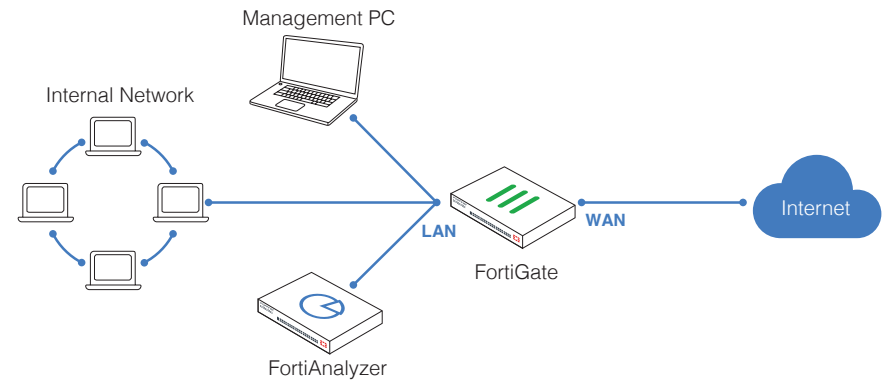 Management PC
Internal Network
LAN
WAN
Internet
FortiGate
FortiAnalyzer